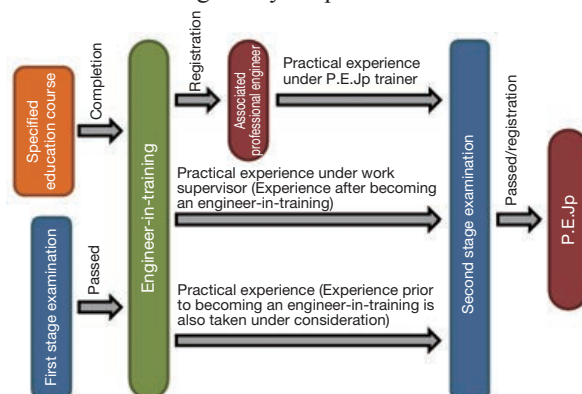 Specified
education course
Completion
First stage examination
Passed
Engineer-in-training
Registration
Associated
professional engineer
Practical experience
under P.E.Jp trainer
Practical experience under work
supervisor (Experience after becoming
an engineer-in-training)
Practical experience (Experience prior
to becoming an engineer-in-training is
also taken under consideration)
Second stage examination
Passed/registration
P.E.Jp